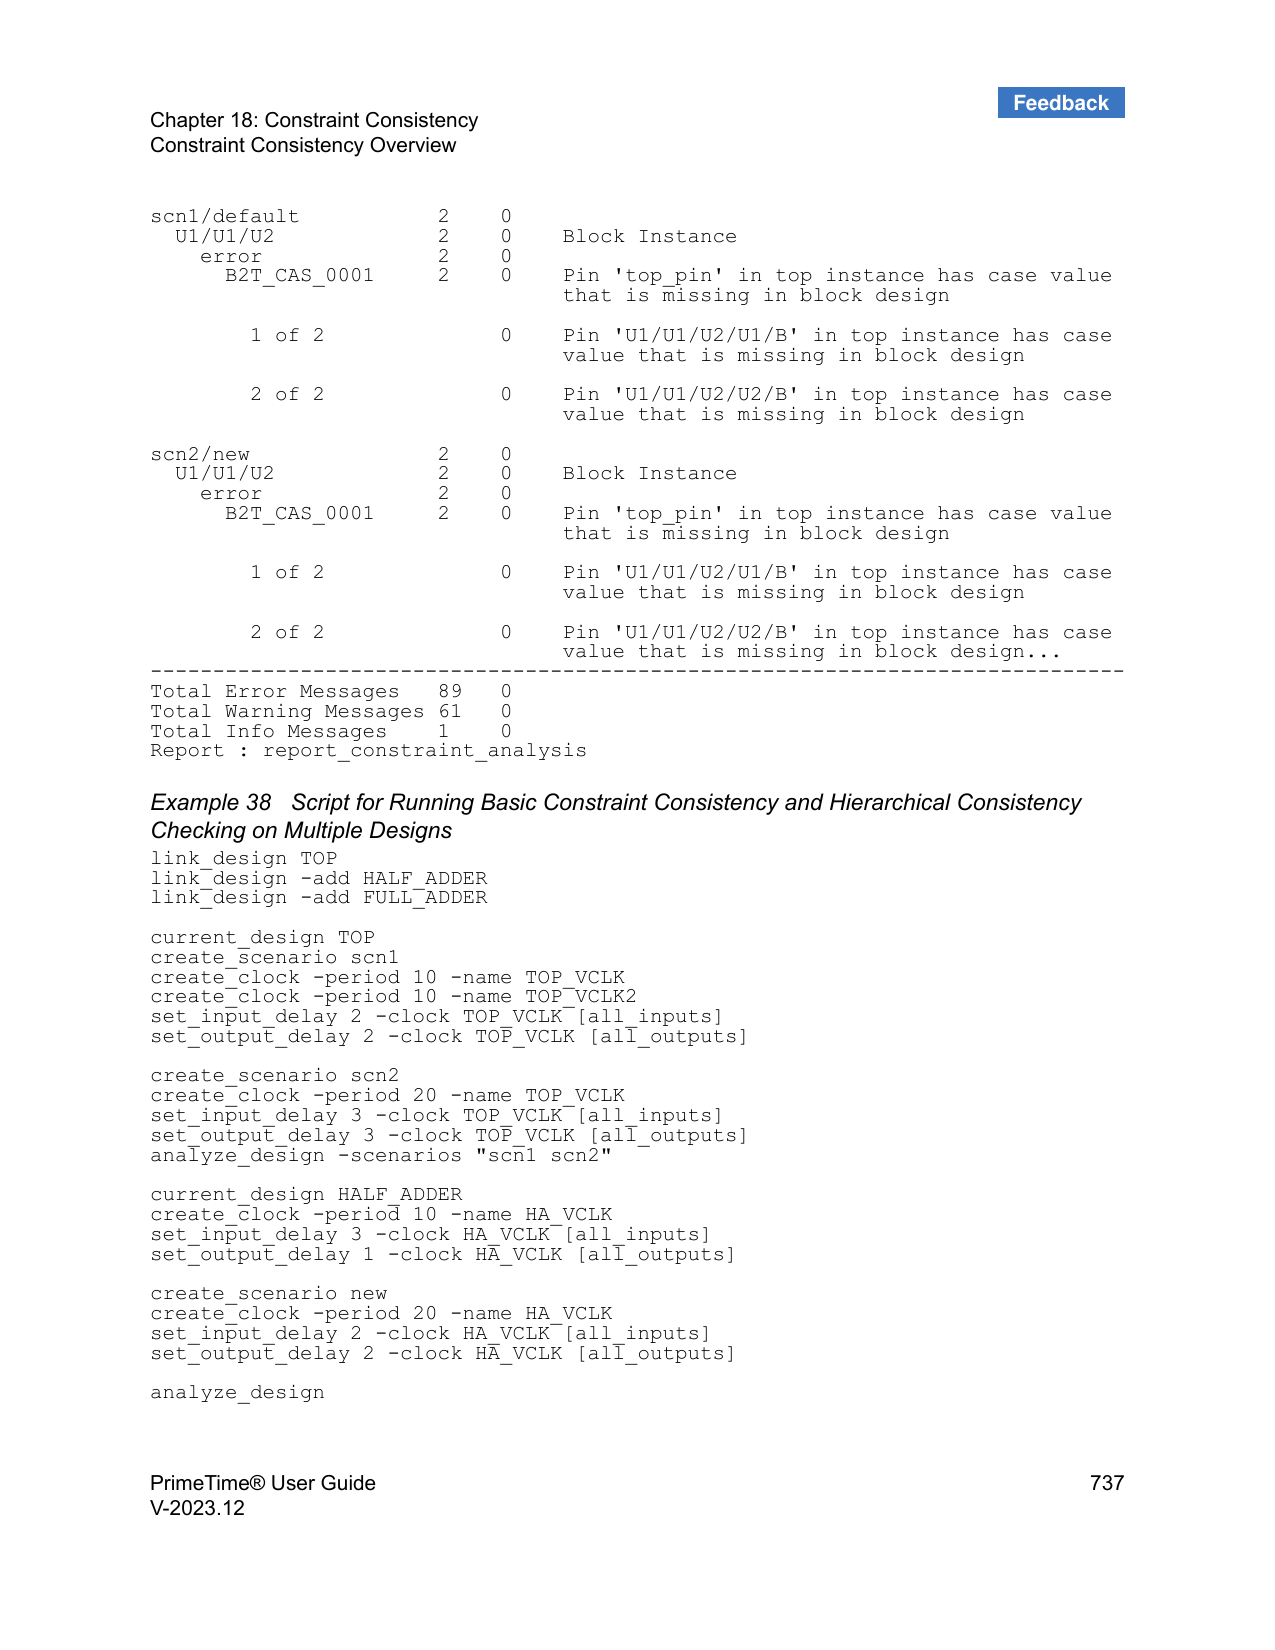 Feedback
Chapter 18: Constraint Consistency
Constraint Consistency Overview
scn1/default           2    0
  U1/U1/U2             2    0    Block Instance
    error              2    0
      B2T_CAS_0001     2    0    Pin 'top_pin' in top instance has case value
                                 that is missing in block design
        1 of 2              0    Pin 'U1/U1/U2/U1/B' in top instance has case
                                 value that is missing in block design
        2 of 2              0    Pin 'U1/U1/U2/U2/B' in top instance has case
                                 value that is missing in block design
scn2/new               2    0
  U1/U1/U2             2    0    Block Instance
    error              2    0
      B2T_CAS_0001     2    0    Pin 'top_pin' in top instance has case value
                                 that is missing in block design
        1 of 2              0    Pin 'U1/U1/U2/U1/B' in top instance has case
                                 value that is missing in block design
        2 of 2              0    Pin 'U1/U1/U2/U2/B' in top instance has case
                                 value that is missing in block design...
------------------------------------------------------------------------------
Total Error Messages   89   0
Total Warning Messages 61   0
Total Info Messages    1    0
Report : report_constraint_analysis
Example 38   Script for Running Basic Constraint Consistency and Hierarchical Consistency
Checking on Multiple Designs
link_design TOP
link_design -add HALF_ADDER
link_design -add FULL_ADDER
current_design TOP
create_scenario scn1
create_clock -period 10 -name TOP_VCLK
create_clock -period 10 -name TOP_VCLK2
set_input_delay 2 -clock TOP_VCLK [all_inputs]
set_output_delay 2 -clock TOP_VCLK [all_outputs]
create_scenario scn2
create_clock -period 20 -name TOP_VCLK
set_input_delay 3 -clock TOP_VCLK [all_inputs]
set_output_delay 3 -clock TOP_VCLK [all_outputs]
analyze_design -scenarios "scn1 scn2"
current_design HALF_ADDER
create_clock -period 10 -name HA_VCLK
set_input_delay 3 -clock HA_VCLK [all_inputs]
set_output_delay 1 -clock HA_VCLK [all_outputs]
create_scenario new
create_clock -period 20 -name HA_VCLK
set_input_delay 2 -clock HA_VCLK [all_inputs]
set_output_delay 2 -clock HA_VCLK [all_outputs]
analyze_design
PrimeTime® User Guide 737
V-2023.12